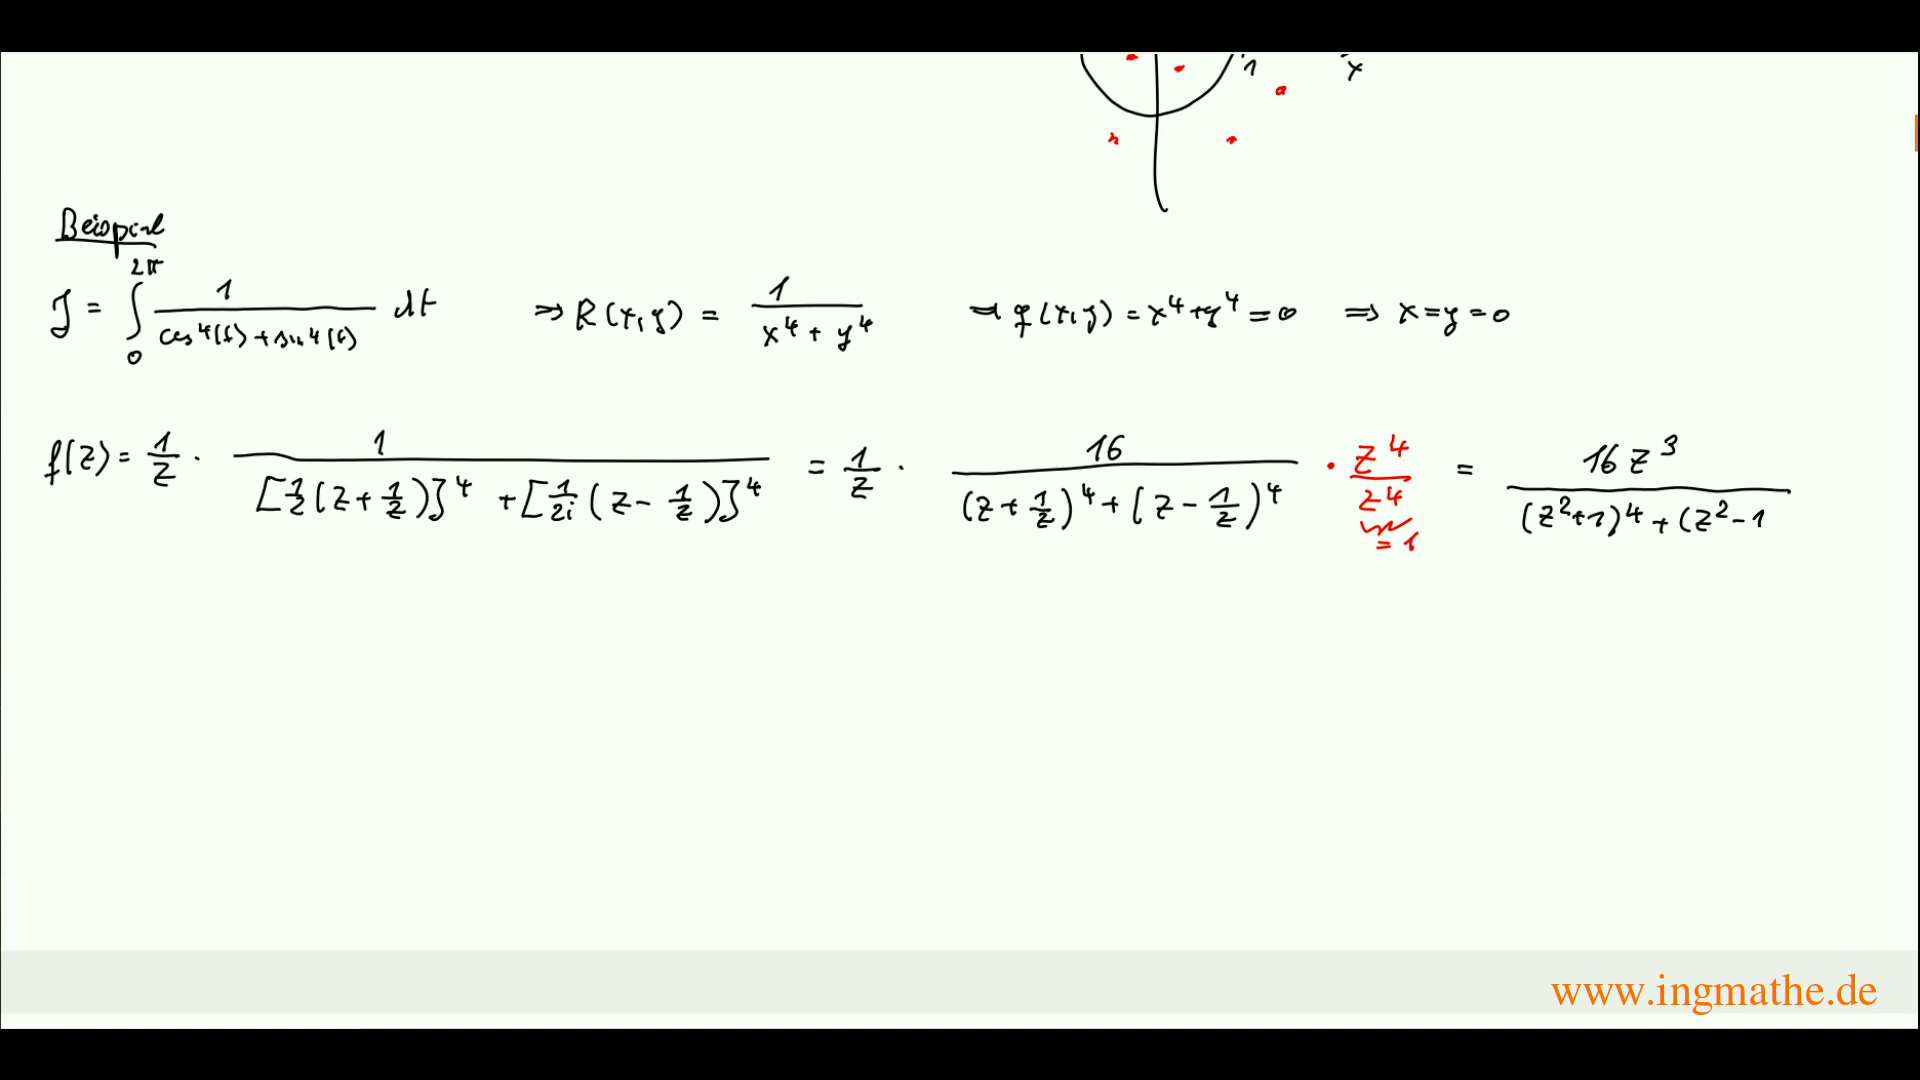 1 x
Beispiel
J = ∫₀^{2π} 1/(cos⁴(t)+sin⁴(t)) dt ⇒ R(x,y) = 1/(x⁴+y⁴) ⇒ q(x,y) = x⁴+y⁴ = 0 ⇒ x=y=0
f(z) = 1/z · 1/([1/2(z+1/z)]⁴ + [1/2i(z-1/z)]⁴) = 1/z · 16/((z+1/z)⁴+(z-1/z)⁴) · z⁴/z⁴ = 16z³/((z²+1)⁴+(z²-1
= 1
www.ingmathe.de